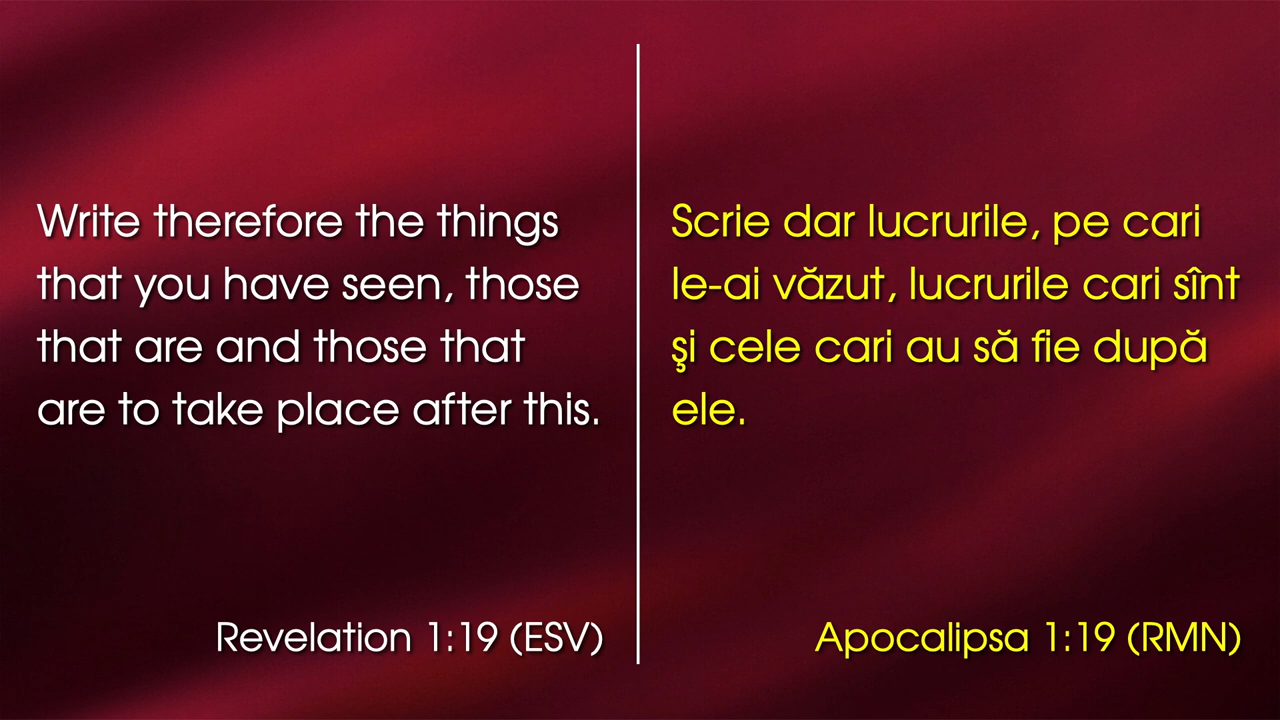 Write therefore the things
that you have seen, those
that are and those that
are to take place after this.
Revelation 1:19 (ESV)
Scrie dar lucrurile, pe cari
le-ai văzut, lucrurile cari sînt
şi cele cari au să fie după
ele.
Apocalipsa 1:19 (RMN)